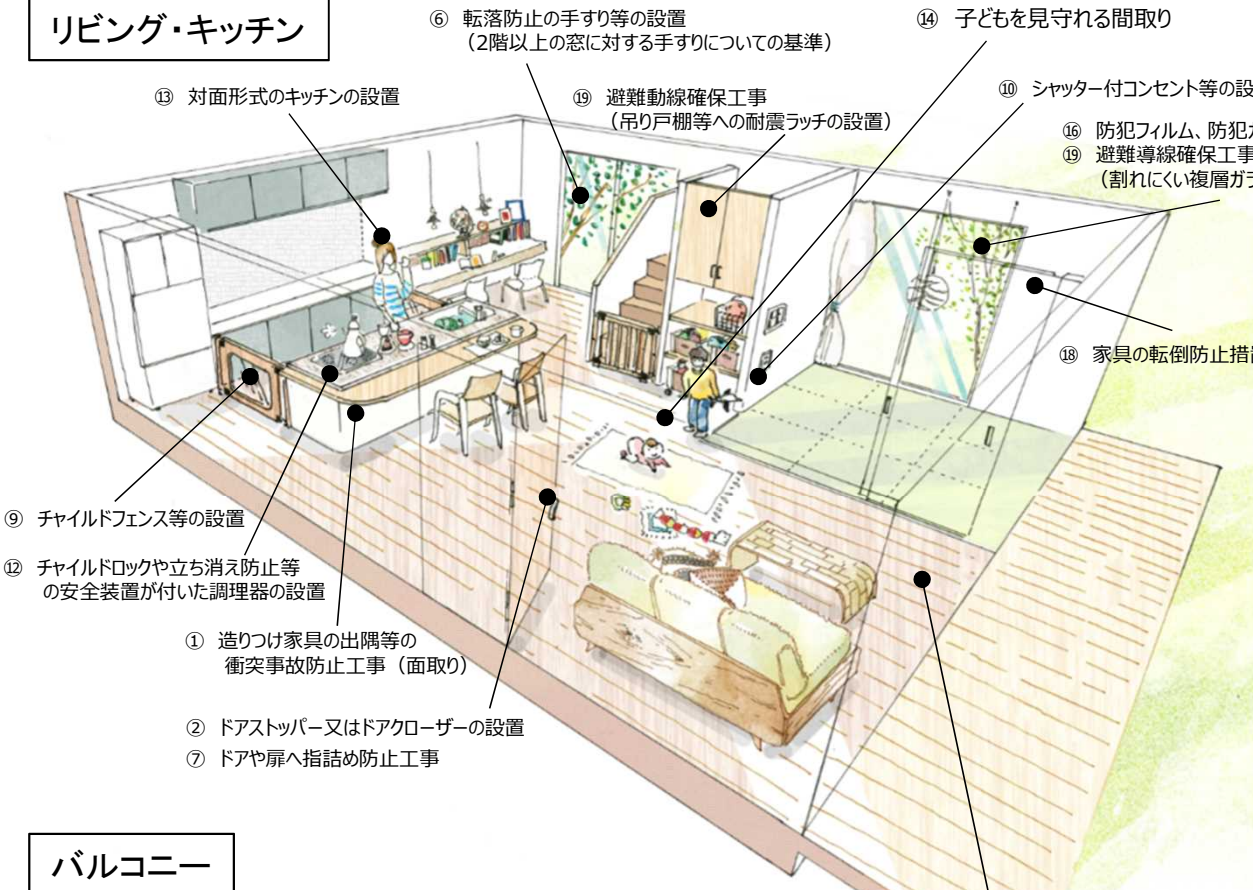 リビング・キッチン
⑥ 転落防止の手すり等の設置
(2階以上の窓に対する手すりについての基準)
⑭ 子どもを見守れる間取り
⑬ 対面形式のキッチンの設置
⑲ 避難動線確保工事
(吊り戸棚等への耐震ラッチの設置)
⑩ シャッター付コンセント等の設
⑯ 防犯フィルム、防犯ガ
⑲ 避難導線確保工事
(割れにくい複層ガラ
⑱ 家具の転倒防止措置
⑨ チャイルドフェンス等の設置
⑫ チャイルドロックや立ち消え防止等
の安全装置が付いた調理器の設置
① 造りつけ家具の出隅等の
衝突事故防止工事(面取り)
② ドアストッパー又はドアクローザーの設置
⑦ ドアや扉へ指詰め防止工事
バルコニー